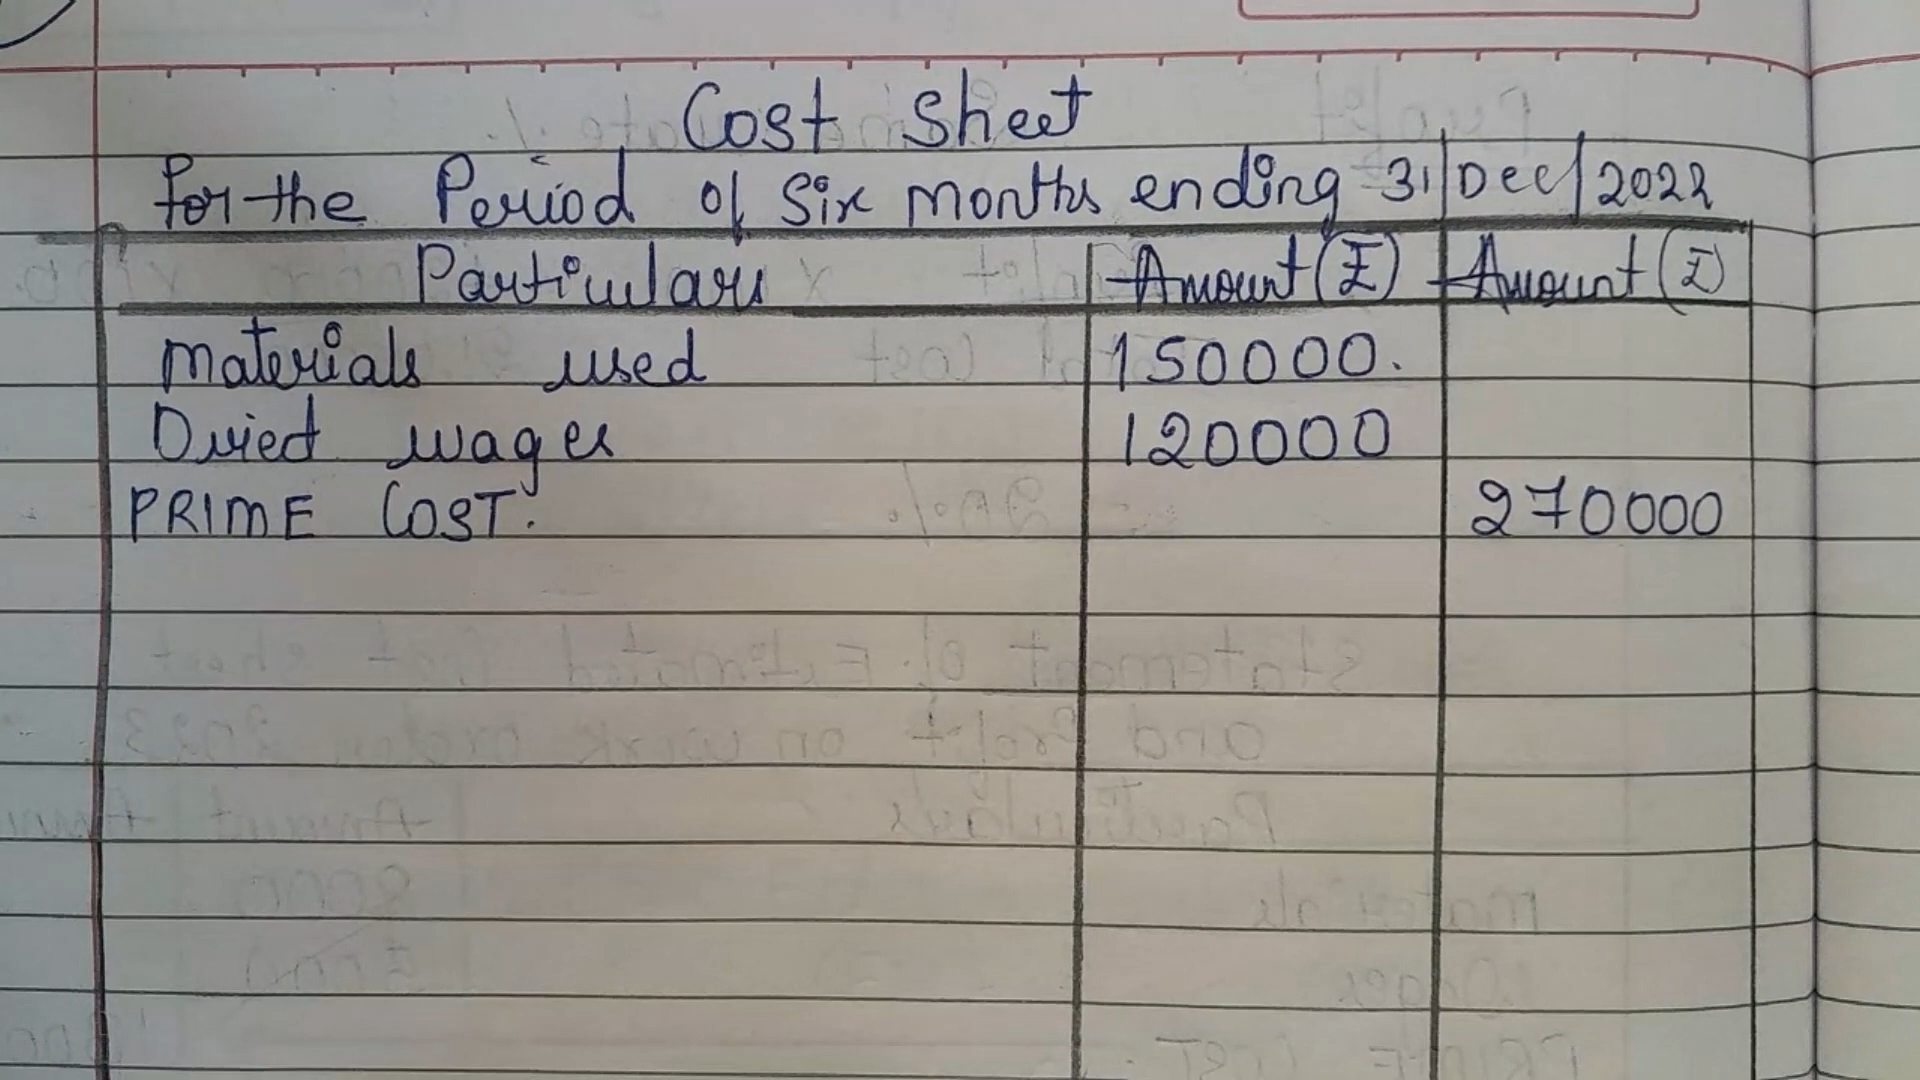 Cost Sheet
for the Period of Six months ending 31/Dec/2022
Particulars Amount (₹) Amount (₹)
Materials used 150000.
Direct wages 120000
PRIME COST. 270000